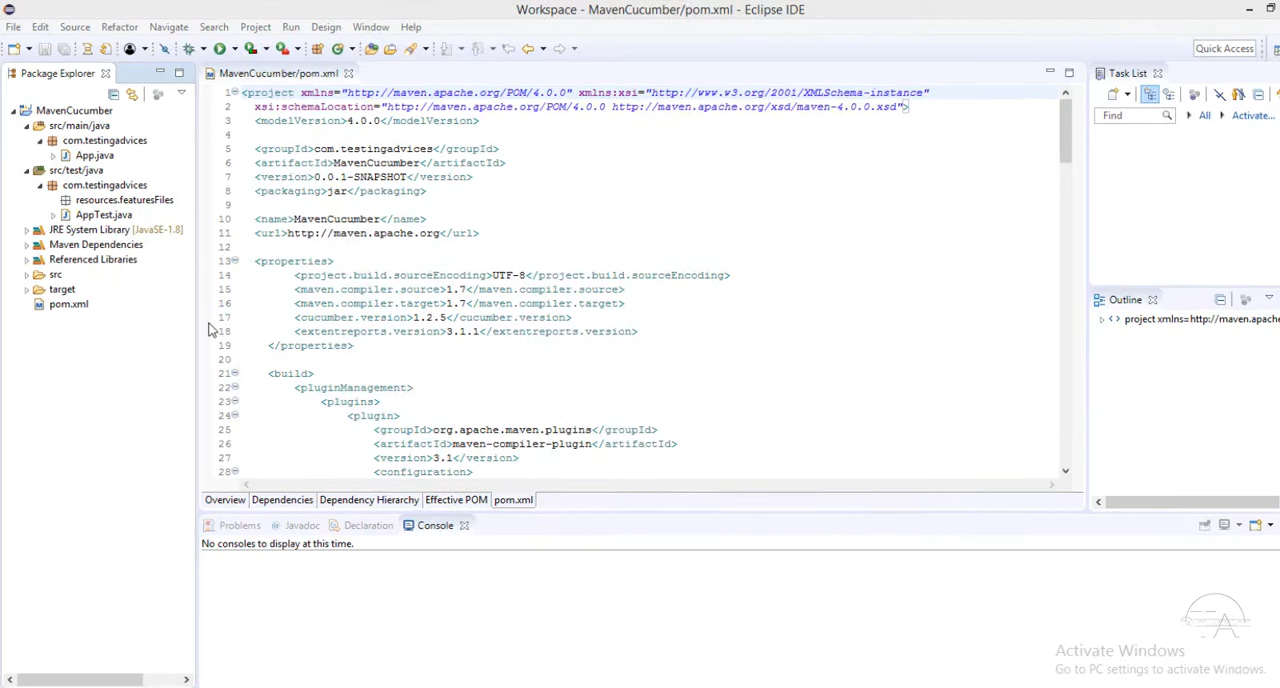 Workspace - MavenCucumber/pom.xml - Eclipse IDE
File Edit Source Refactor Navigate Search Project Run Design Window Help
Quick Access
Package Explorer
MavenCucumber
src/main/java
com.testingadvices
App.java
src/test/java
com.testingadvices
resources.featuresFiles
AppTest.java
JRE System Library [JavaSE-1.8]
Maven Dependencies
Referenced Libraries
src
target
pom.xml
MavenCucumber/pom.xml
1 <project xmlns="http://maven.apache.org/POM/4.0.0" xmlns:xsi="http://www.w3.org/2001/XMLSchema-instance"
2 xsi:schemaLocation="http://maven.apache.org/POM/4.0.0 http://maven.apache.org/xsd/maven-4.0.0.xsd">
3 <modelVersion>4.0.0</modelVersion>
4
5 <groupId>com.testingadvices</groupId>
6 <artifactId>MavenCucumber</artifactId>
7 <version>0.0.1-SNAPSHOT</version>
8 <packaging>jar</packaging>
9
10 <name>MavenCucumber</name>
11 <url>http://maven.apache.org</url>
12
13 <properties>
14 <project.build.sourceEncoding>UTF-8</project.build.sourceEncoding>
15 <maven.compiler.source>1.7</maven.compiler.source>
16 <maven.compiler.target>1.7</maven.compiler.target>
17 <cucumber.version>1.2.5</cucumber.version>
18 <extentreports.version>3.1.1</extentreports.version>
19 </properties>
20
21 <build>
22 <pluginManagement>
23 <plugins>
24 <plugin>
25 <groupId>org.apache.maven.plugins</groupId>
26 <artifactId>maven-compiler-plugin</artifactId>
27 <version>3.1</version>
28 <configuration>
Overview Dependencies Dependency Hierarchy Effective POM pom.xml
Problems Javadoc Declaration Console
No consoles to display at this time.
Task List
Find All Activate...
Outline
project xmlns=http://maven.apache
Activate Windows
Go to PC settings to activate Windows.